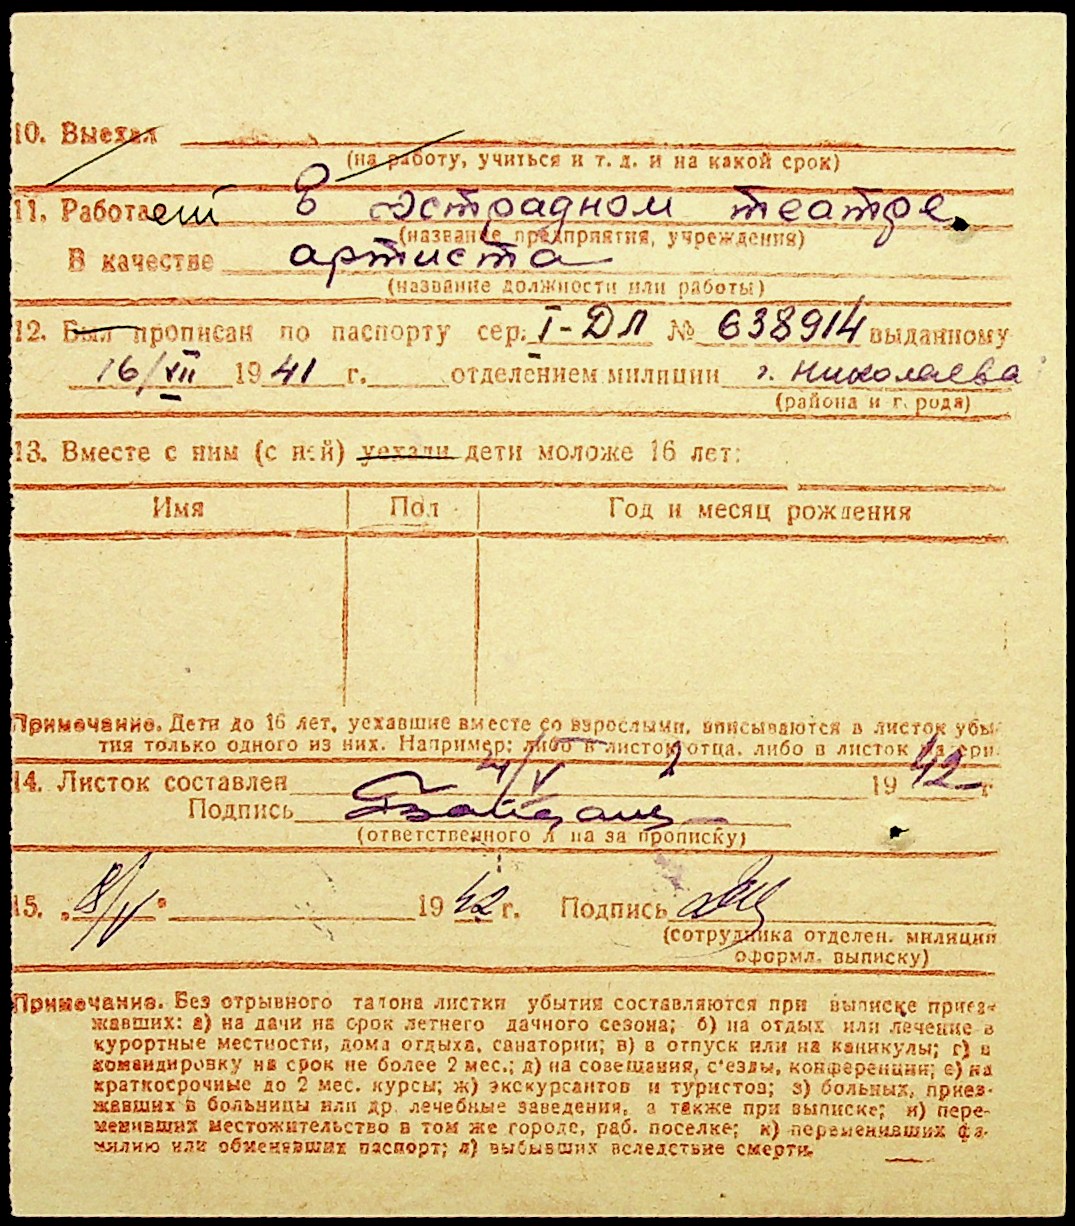 10. Выехал
(на работу, учиться и т. д. и на какой срок)
11. Работает в эстрадном театре
(название предприятия, учреждения)
В качестве артиста
(название должности или работы)
12. Был прописан по паспорту сер. I-ДЛ № 638914 выданному
16/VII 1941 г. отделением милиции г. Николаева
(района и города)
13. Вместе с ним (с ней) уехали дети моложе 16 лет:
Имя Пол Год и месяц рождения
Примечание. Дети до 16 лет, уехавшие вместе со взрослыми, вписываются в листок убы-
тия только одного из них. Например: либо в листок отца, либо в листок
14. Листок составлен 4/V 1942 г
Подпись
(ответственного л на за прописку)
15. „8/V" 1942 г. Подпись
(сотрудника отделен. милиции
оформл. выписку)
Примечание. Без отрывного талона листки убытия составляются при выписке приез-
жавших: а) на дачи на срок летнего дачного сезона; б) на отдых или лечение в
курортные местности, дома отдыха, санатории; в) в отпуск или на каникулы; г) в
командировку на срок не более 2 мес.; д) на совещания, с'езды, конференции; е) на
краткосрочные до 2 мес. курсы; ж) экскурсантов и туристов; з) больных, приез-
жавших в больницы или др. лечебные заведения, а также при выписке; и) пере-
менивших местожительство в том же городе, раб. поселке; к) переменивших фа-
милию или обменявших паспорт; л) выбывших вследствие смерти.